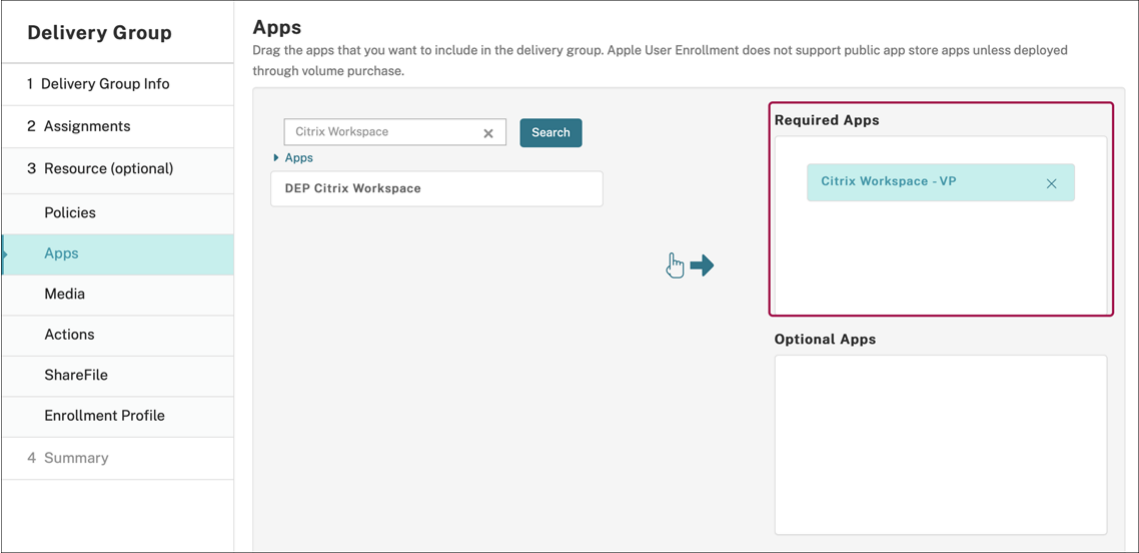 Delivery Group
1 Delivery Group Info
2 Assignments
3 Resource (optional)
Policies
Apps
Media
Actions
ShareFile
Enrollment Profile
4 Summary
Apps
Drag the apps that you want to include in the delivery group. Apple User Enrollment does not support public app store apps unless deployed
through volume purchase.
Citrix Workspace
Search
Apps
DEP Citrix Workspace
Required Apps
Citrix Workspace - VP
Optional Apps